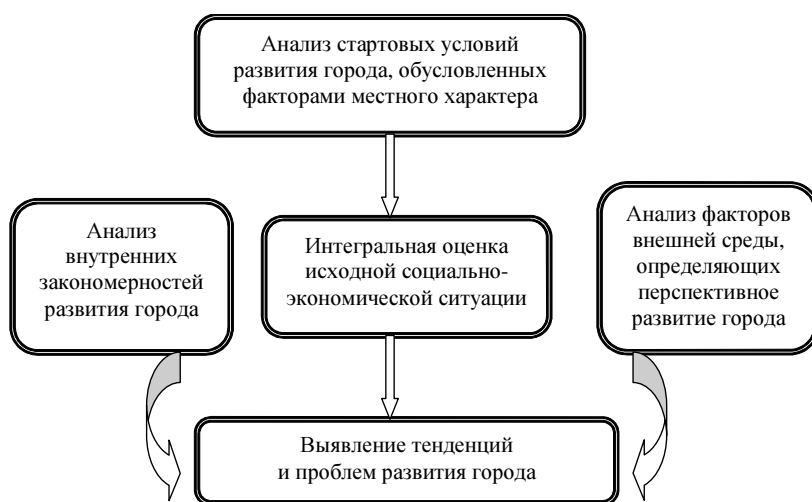 Анализ стартовых условий
развития города, обусловленных
факторами местного характера
Анализ
внутренних
закономерностей
развития города
Интегральная оценка
исходной социально-
экономической ситуации
Анализ факторов
внешней среды,
определяющих
перспективное
развитие города
Выявление тенденций
и проблем развития города